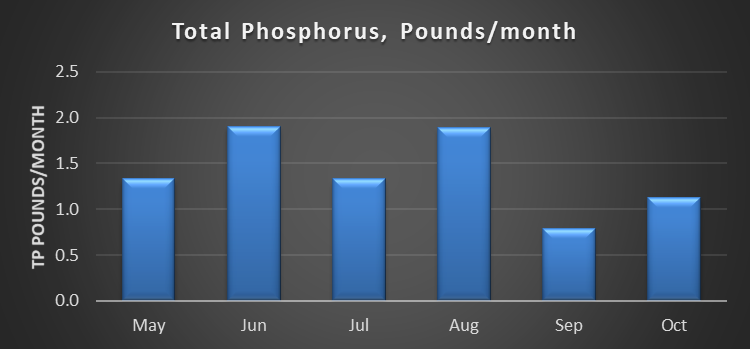 Total Phosphorus, Pounds/month
TP POUNDS/MONTH
2.5
2.0
1.5
1.0
0.5
0.0
May Jun Jul Aug Sep Oct